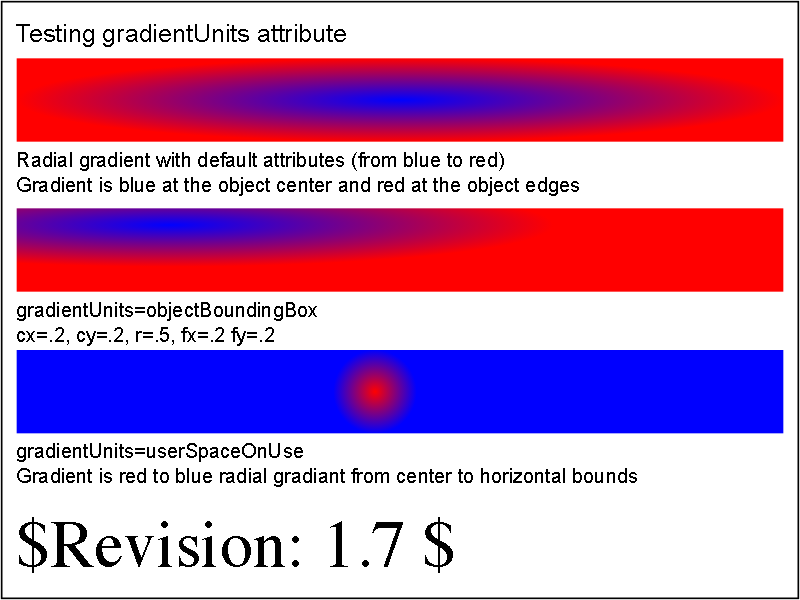 Testing gradientUnits attribute
Radial gradient with default attributes (from blue to red)
Gradient is blue at the object center and red at the object edges
gradientUnits=objectBoundingBox
cx=.2, cy=.2, r=.5, fx=.2 fy=.2
gradientUnits=userSpaceOnUse
Gradient is red to blue radial gradiant from center to horizontal bounds
$Revision: 1.7 $